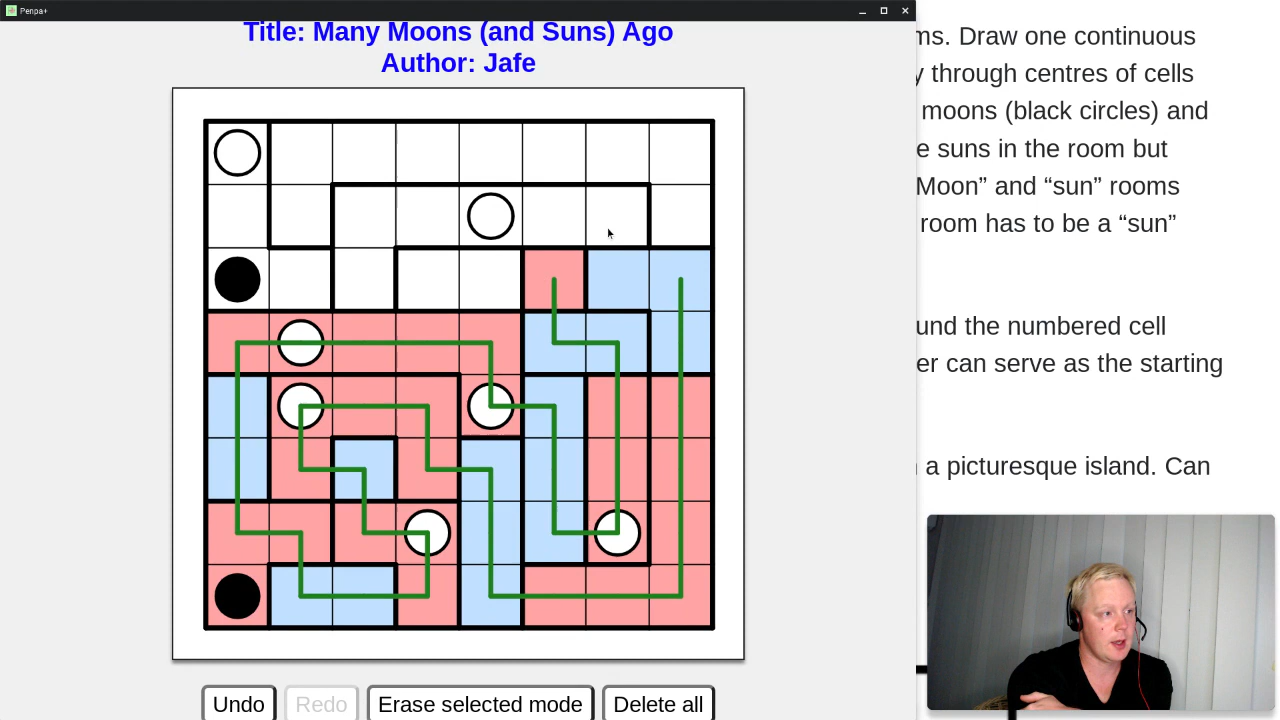 Penpa+
Title: Many Moons (and Suns) Ago
Author: Jafe
ms. Draw one continuous
y through centres of cells
moons (black circles) and
e suns in the room but
Moon” and “sun” rooms
room has to be a “sun”
und the numbered cell
er can serve as the starting
a picturesque island. Can
Undo
Redo
Erase selected mode
Delete all